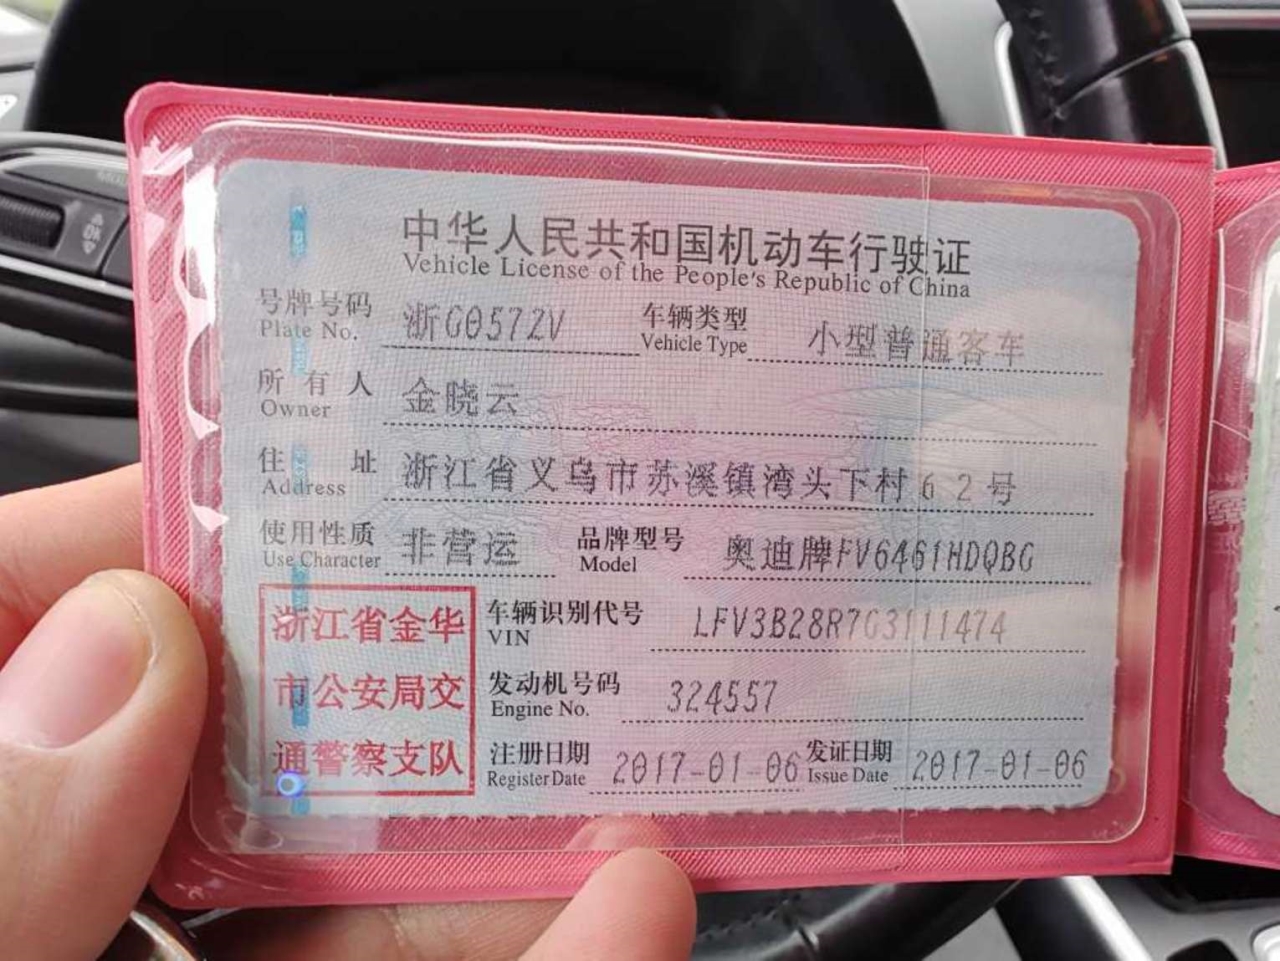 中华人民共和国机动车行驶证
Vehicle License of the People's Republic of China
号牌号码 浙G0572V 车辆类型 小型普通客车
Plate No. Vehicle Type
所有人 金晓云
Owner
住址 浙江省义乌市苏溪镇湾头下村62号
Address
使用性质 非营运 品牌型号 奥迪牌FV6461HDQBG
Use Character Model
浙江省金华
市公安局交
通警察支队
车辆识别代号 LFV3B28R7G3111474
VIN
发动机号码 324557
Engine No.
注册日期 2017-01-06 发证日期 2017-01-06
Register Date Issue Date